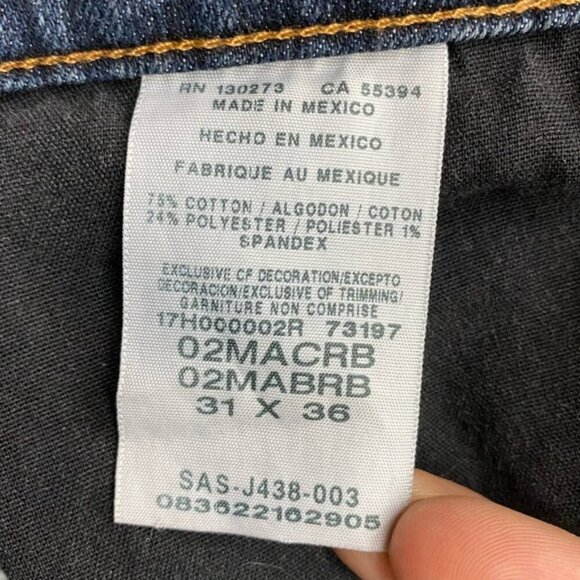 RN 130273 CA 55394
MADE IN MEXICO
HECHO EN MEXICO
FABRIQUE AU MEXIQUE
75% COTTON / ALGODON / COTON
24% POLYESTER / POLIESTER 1%
SPANDEX
EXCLUSIVE OF DECORATION/EXCEPTO
DECORACION/EXCLUSIVE OF TRIMMING/
GARNITURE NON COMPRISE
17H000002R 73197
02MACRB
02MABRB
31 X 36
SAS-J438-003
083622162905